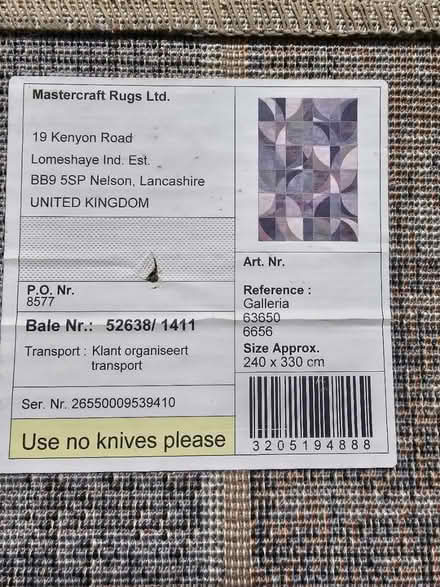 Mastercraft Rugs Ltd.
19 Kenyon Road
Lomeshaye Ind. Est.
BB9 5SP Nelson, Lancashire
UNITED KINGDOM
P.O. Nr.
8577
Bale Nr.: 52638/ 1411
Transport : Klant organiseert
transport
Ser. Nr. 26550009539410
Use no knives please
Art. Nr.
Reference :
Galleria
63650
6656
Size Approx.
240 x 330 cm
3205194888